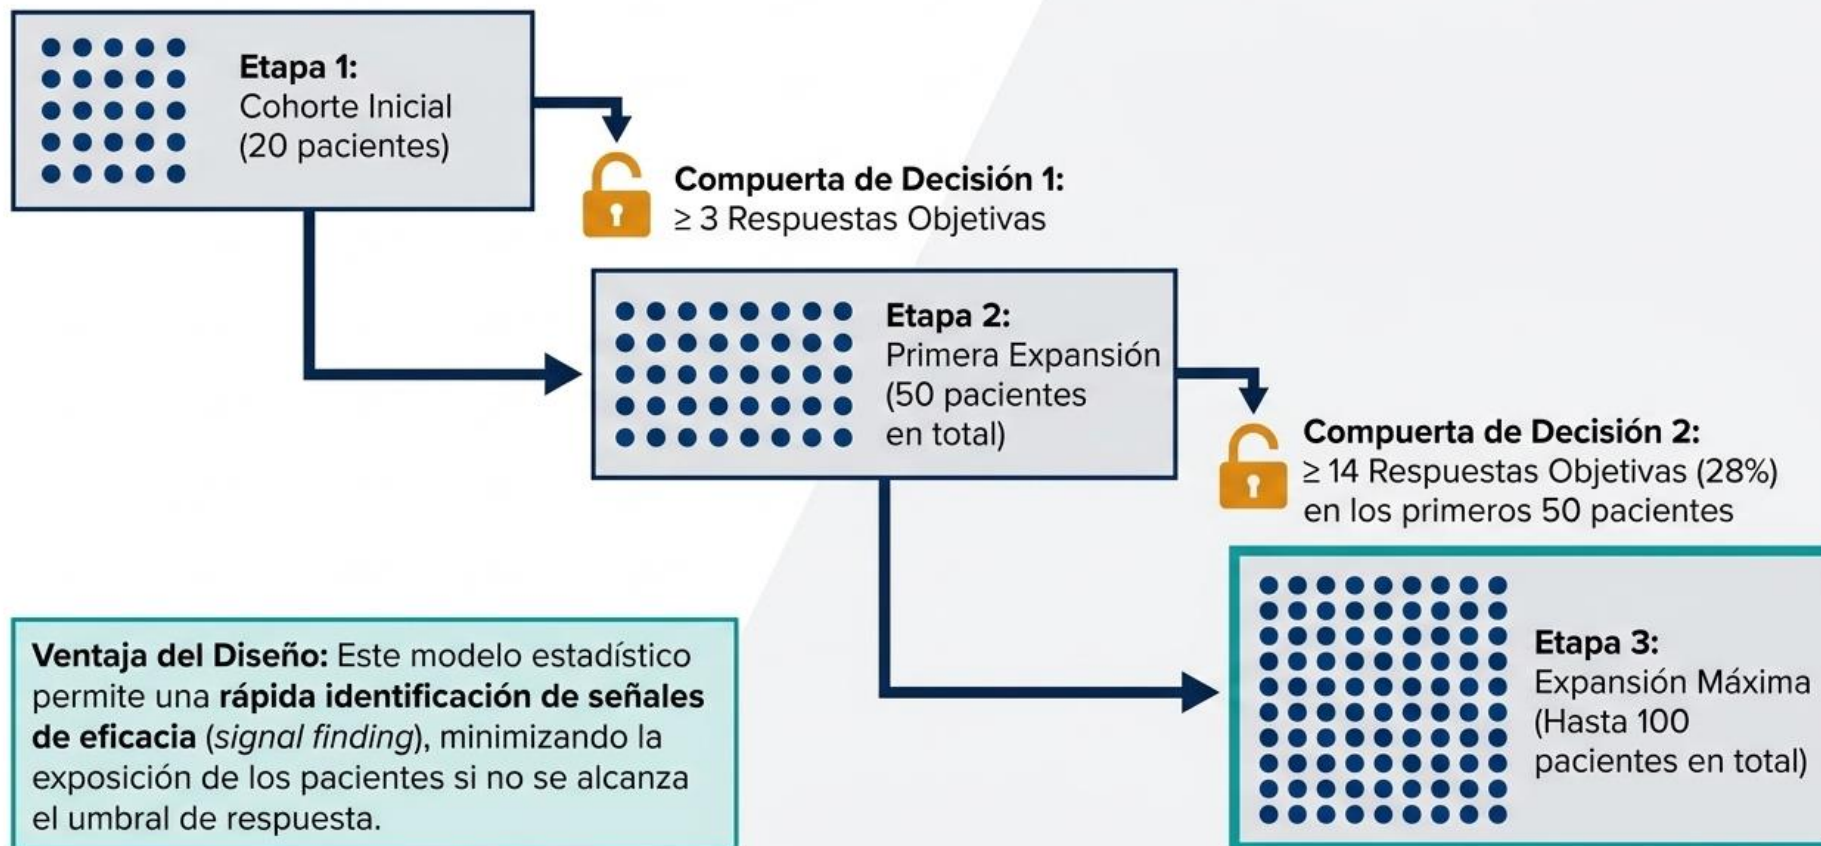 Etapa 1:
Cohorte Inicial
(20 pacientes)
Compuerta de Decisión 1:
≥ 3 Respuestas Objetivas
Etapa 2:
Primera Expansión
(50 pacientes
en total)
Compuerta de Decisión 2:
≥ 14 Respuestas Objetivas (28%)
en los primeros 50 pacientes
Etapa 3:
Expansión Máxima
(Hasta 100
pacientes en total)
Ventaja del Diseño: Este modelo estadístico
permite una rápida identificación de señales
de eficacia (signal finding), minimizando la
exposición de los pacientes si no se alcanza
el umbral de respuesta.